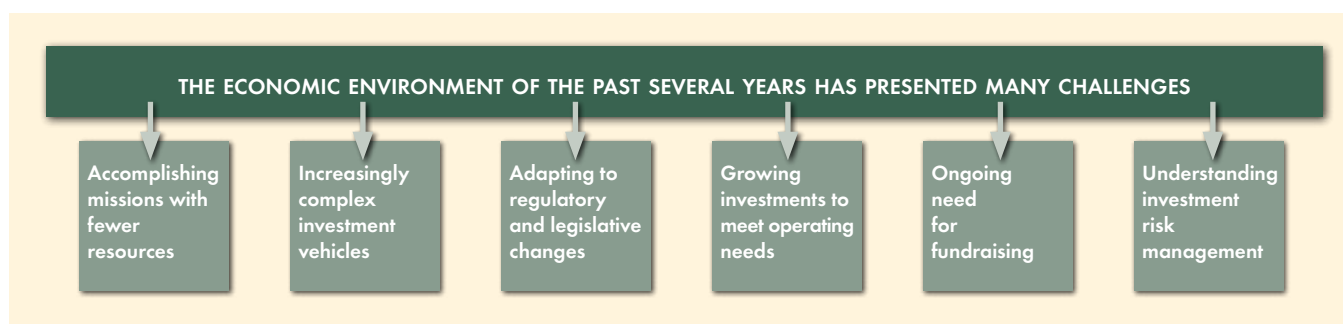 THE ECONOMIC ENVIRONMENT OF THE PAST SEVERAL YEARS HAS PRESENTED MANY CHALLENGES
Accomplishing
missions with
fewer
resources
Increasingly
complex
investment
vehicles
Adapting to
regulatory
and legislative
changes
Growing
investments to
meet operating
needs
Ongoing
need
for
fundraising
Understanding
investment
risk
management